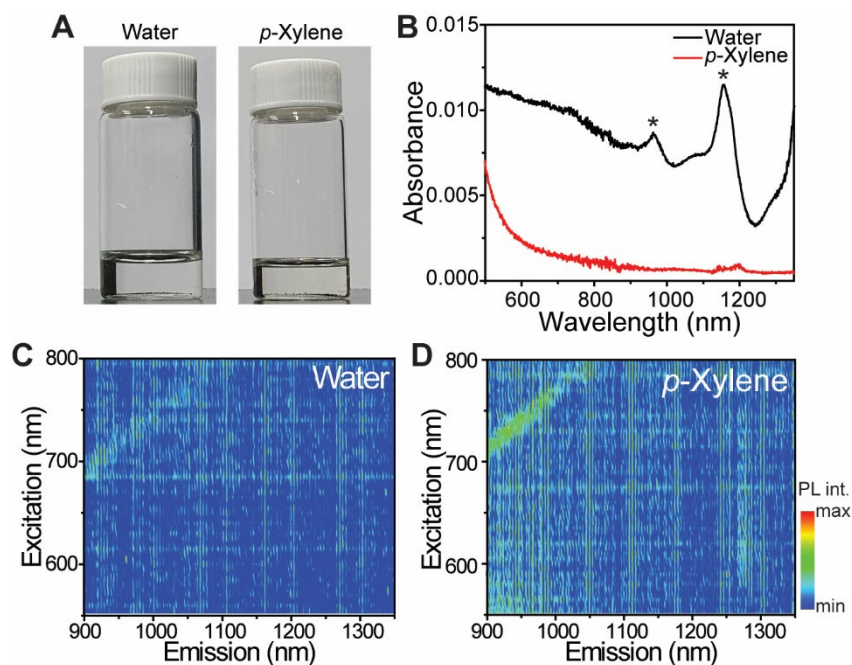 A
Water
p-Xylene
B
0.015
0.010
0.005
0.000
Absorbance
Water
p-Xylene
*
*
600
800
1000
1200
Wavelength (nm)
C
Water
800
700
600
Excitation (nm)
900
1000
1100
1200
1300
Emission (nm)
D
p-Xylene
800
700
600
Excitation (nm)
900
1000
1100
1200
1300
Emission (nm)
PL int.
max
min